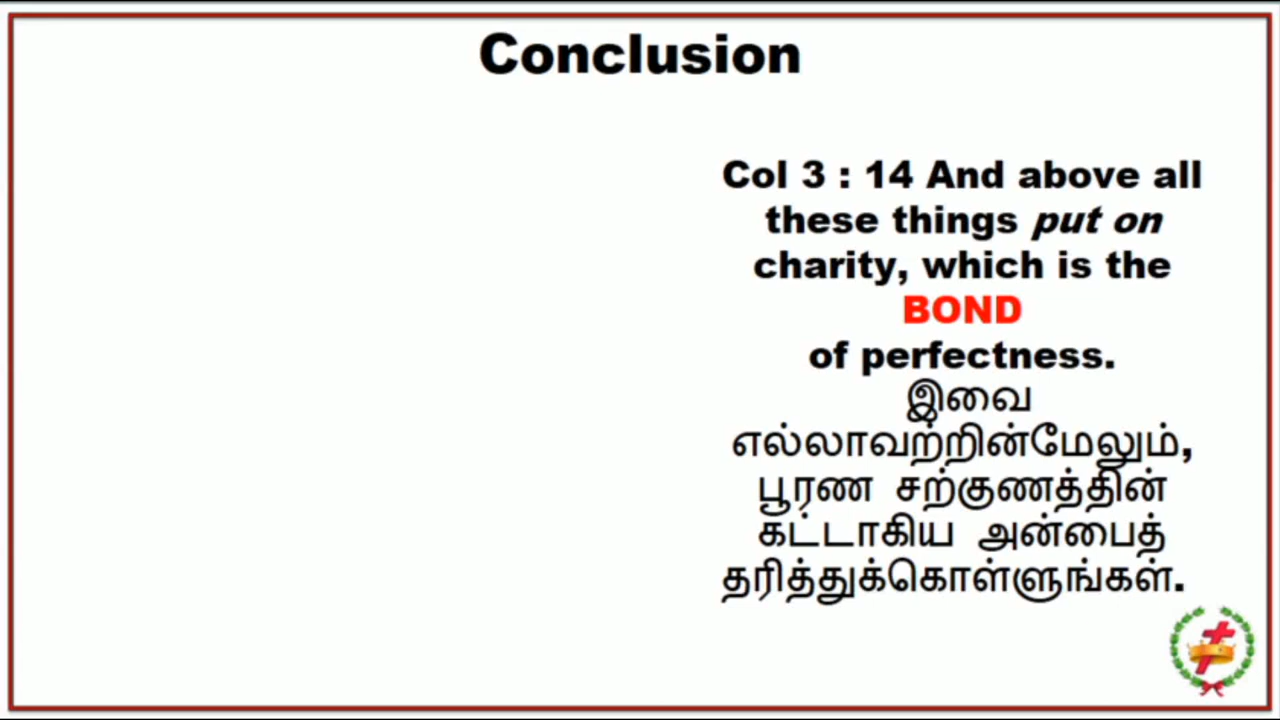 Conclusion
Col 3 : 14 And above all
these things put on
charity, which is the
BOND
of perfectness.
இவை
எல்லாவற்றின்மேலும்,
பூரண சற்குணத்தின்
கட்டாகிய அன்பைத்
தரித்துக்கொள்ளுங்கள்.